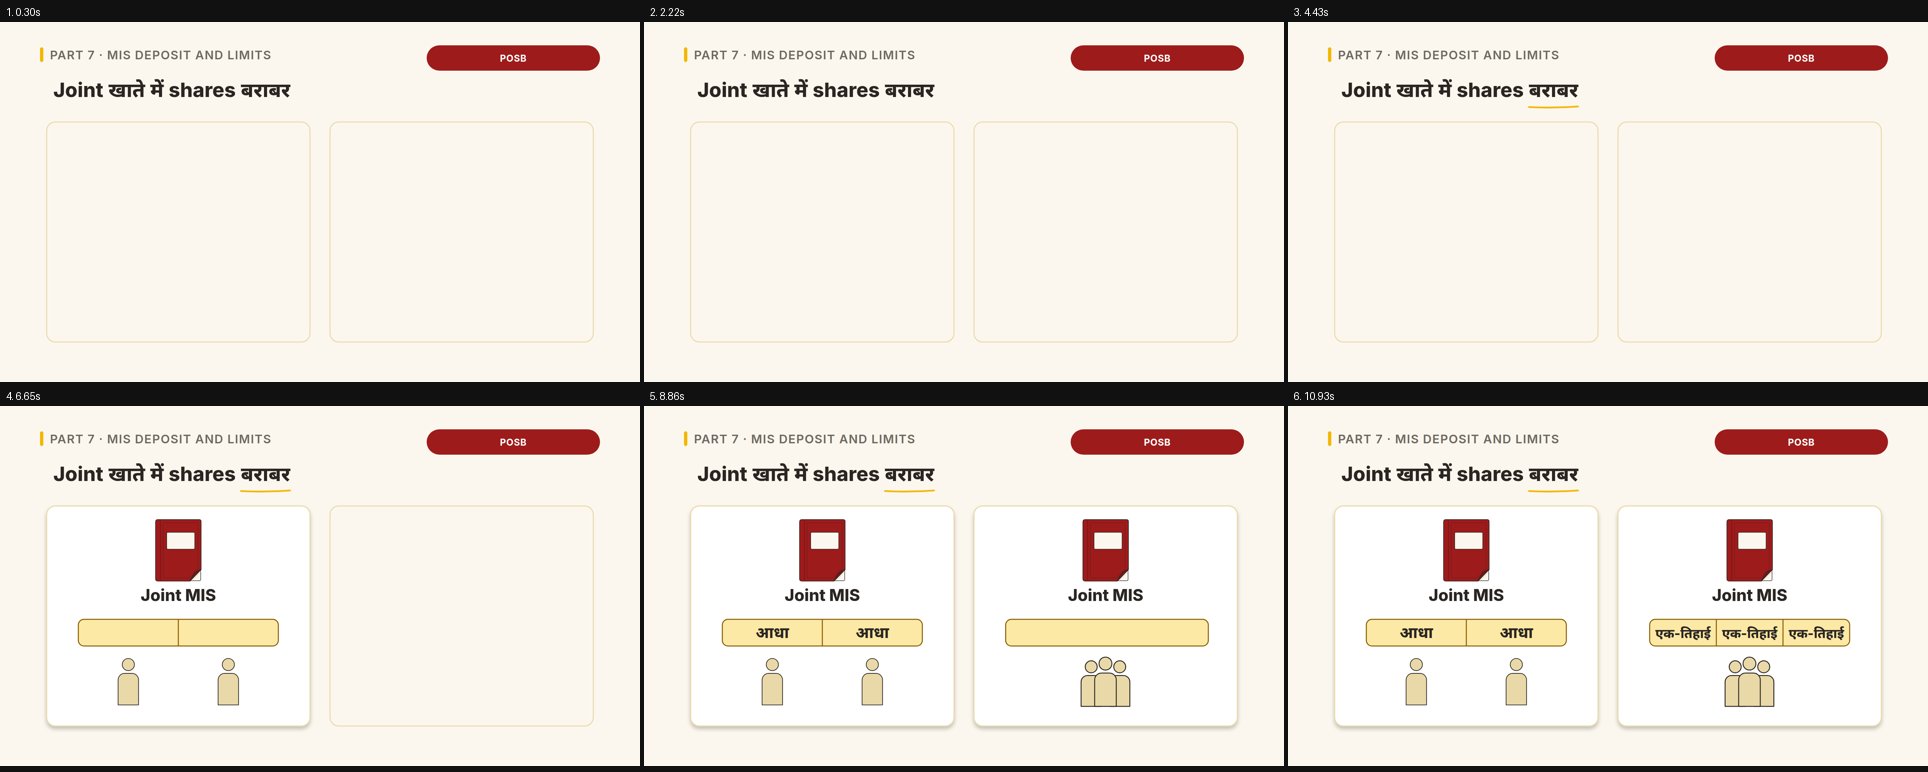 1. 0.30s
PART 7 · MIS DEPOSIT AND LIMITS
POSB
Joint खाते में shares बराबर
2. 2.22s
PART 7 · MIS DEPOSIT AND LIMITS
POSB
Joint खाते में shares बराबर
3. 4.43s
PART 7 · MIS DEPOSIT AND LIMITS
POSB
Joint खाते में shares बराबर
4. 6.65s
PART 7 · MIS DEPOSIT AND LIMITS
POSB
Joint खाते में shares बराबर
Joint MIS
5. 8.86s
PART 7 · MIS DEPOSIT AND LIMITS
POSB
Joint खाते में shares बराबर
Joint MIS
आधा आधा
Joint MIS
6. 10.93s
PART 7 · MIS DEPOSIT AND LIMITS
POSB
Joint खाते में shares बराबर
Joint MIS
आधा आधा
Joint MIS
एक-तिहाई एक-तिहाई एक-तिहाई